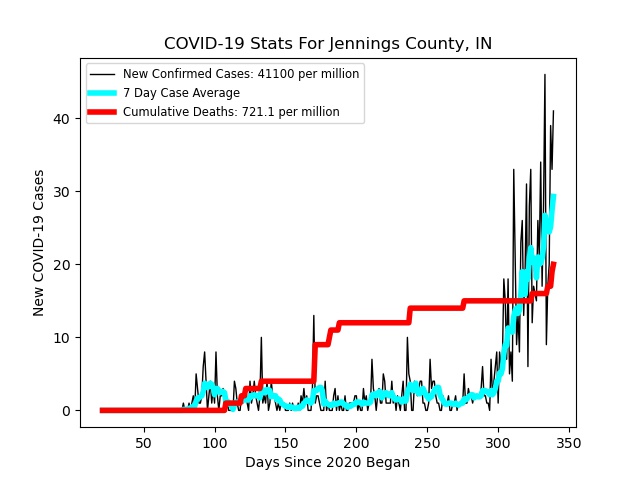 COVID-19 Stats For Jennings County, IN
New Confirmed Cases: 41100 per million
7 Day Case Average
Cumulative Deaths: 721.1 per million
New COVID-19 Cases
40
30
20
10
0
50
100
150
200
250
300
350
Days Since 2020 Began